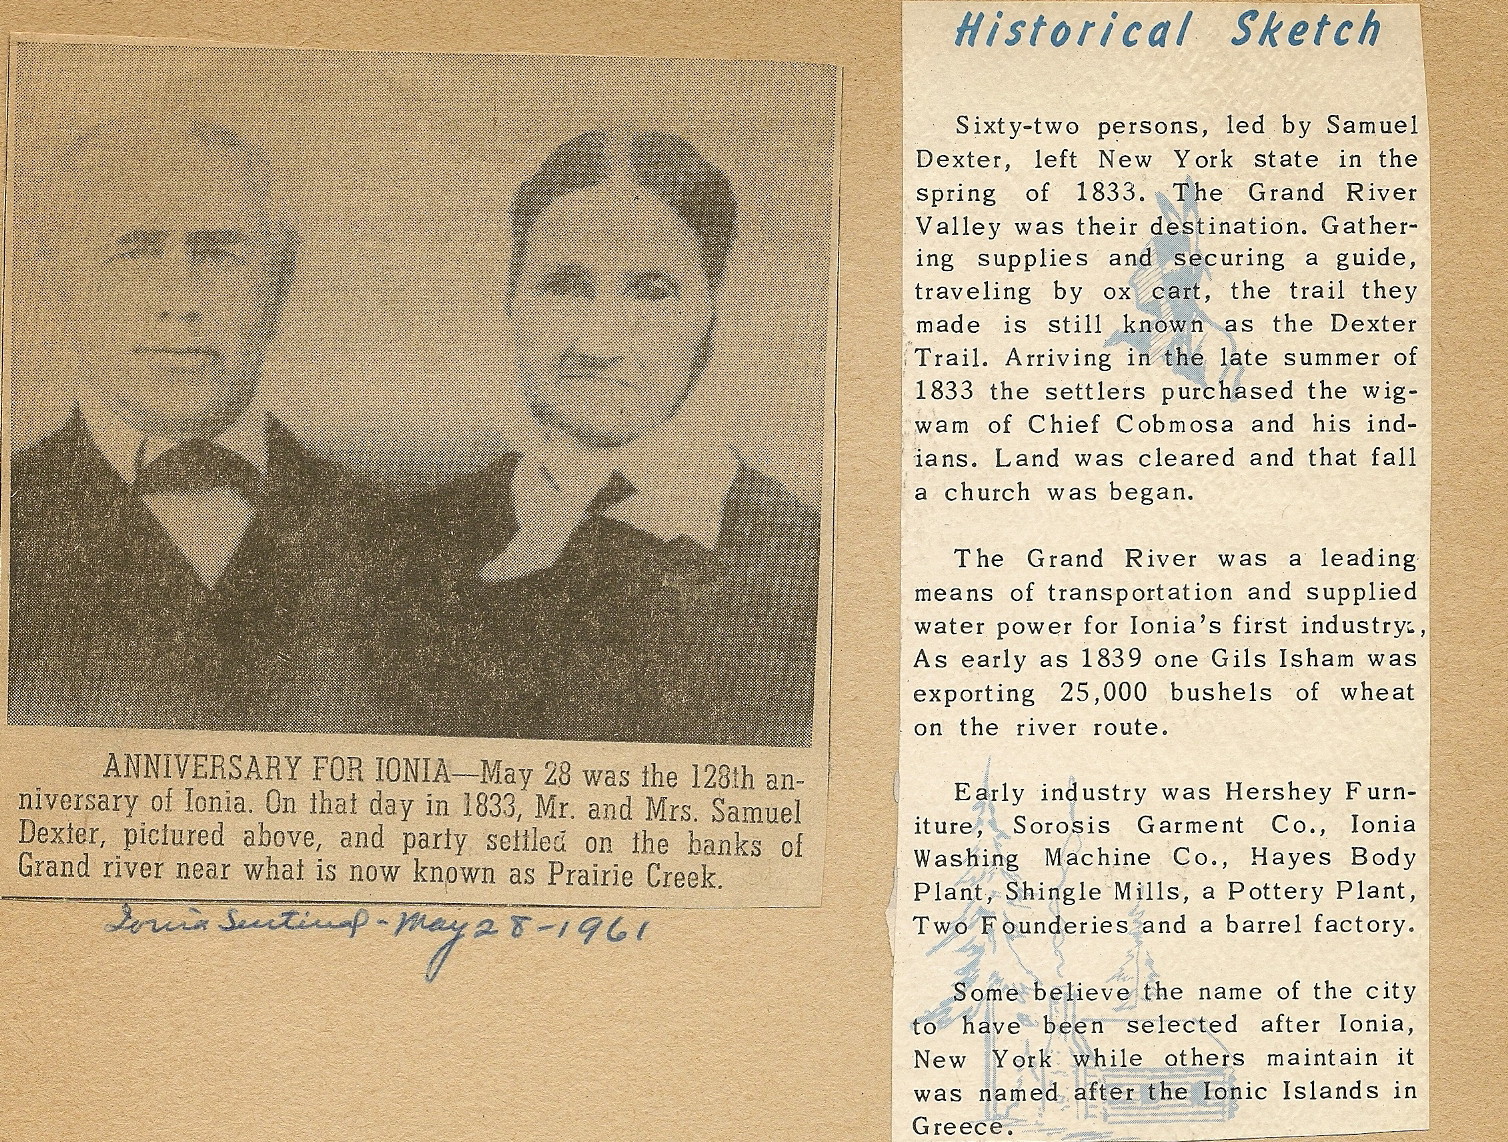 ANNIVERSARY FOR IONIA—May 28 was the 128th an-
niversary of Ionia. On that day in 1833, Mr. and Mrs. Samuel
Dexter, pictured above, and party settled on the banks of
Grand river near what is now known as Prairie Creek.
Ionia Sentinel - May 28 - 1961
Historical Sketch
Sixty-two persons, led by Samuel
Dexter, left New York state in the
spring of 1833. The Grand River
Valley was their destination. Gather-
ing supplies and securing a guide,
traveling by ox cart, the trail they
made is still known as the Dexter
Trail. Arriving in the late summer of
1833 the settlers purchased the wig-
wam of Chief Cobmosa and his ind-
ians. Land was cleared and that fall
a church was began.
The Grand River was a leading
means of transportation and supplied
water power for Ionia's first industry.,
As early as 1839 one Gils Isham was
exporting 25,000 bushels of wheat
on the river route.
Early industry was Hershey Furn-
iture, Sorosis Garment Co., Ionia
Washing Machine Co., Hayes Body
Plant, Shingle Mills, a Pottery Plant,
Two Founderies and a barrel factory.
Some believe the name of the city
to have been selected after Ionia,
New York while others maintain it
was named after the Ionic Islands in
Greece.